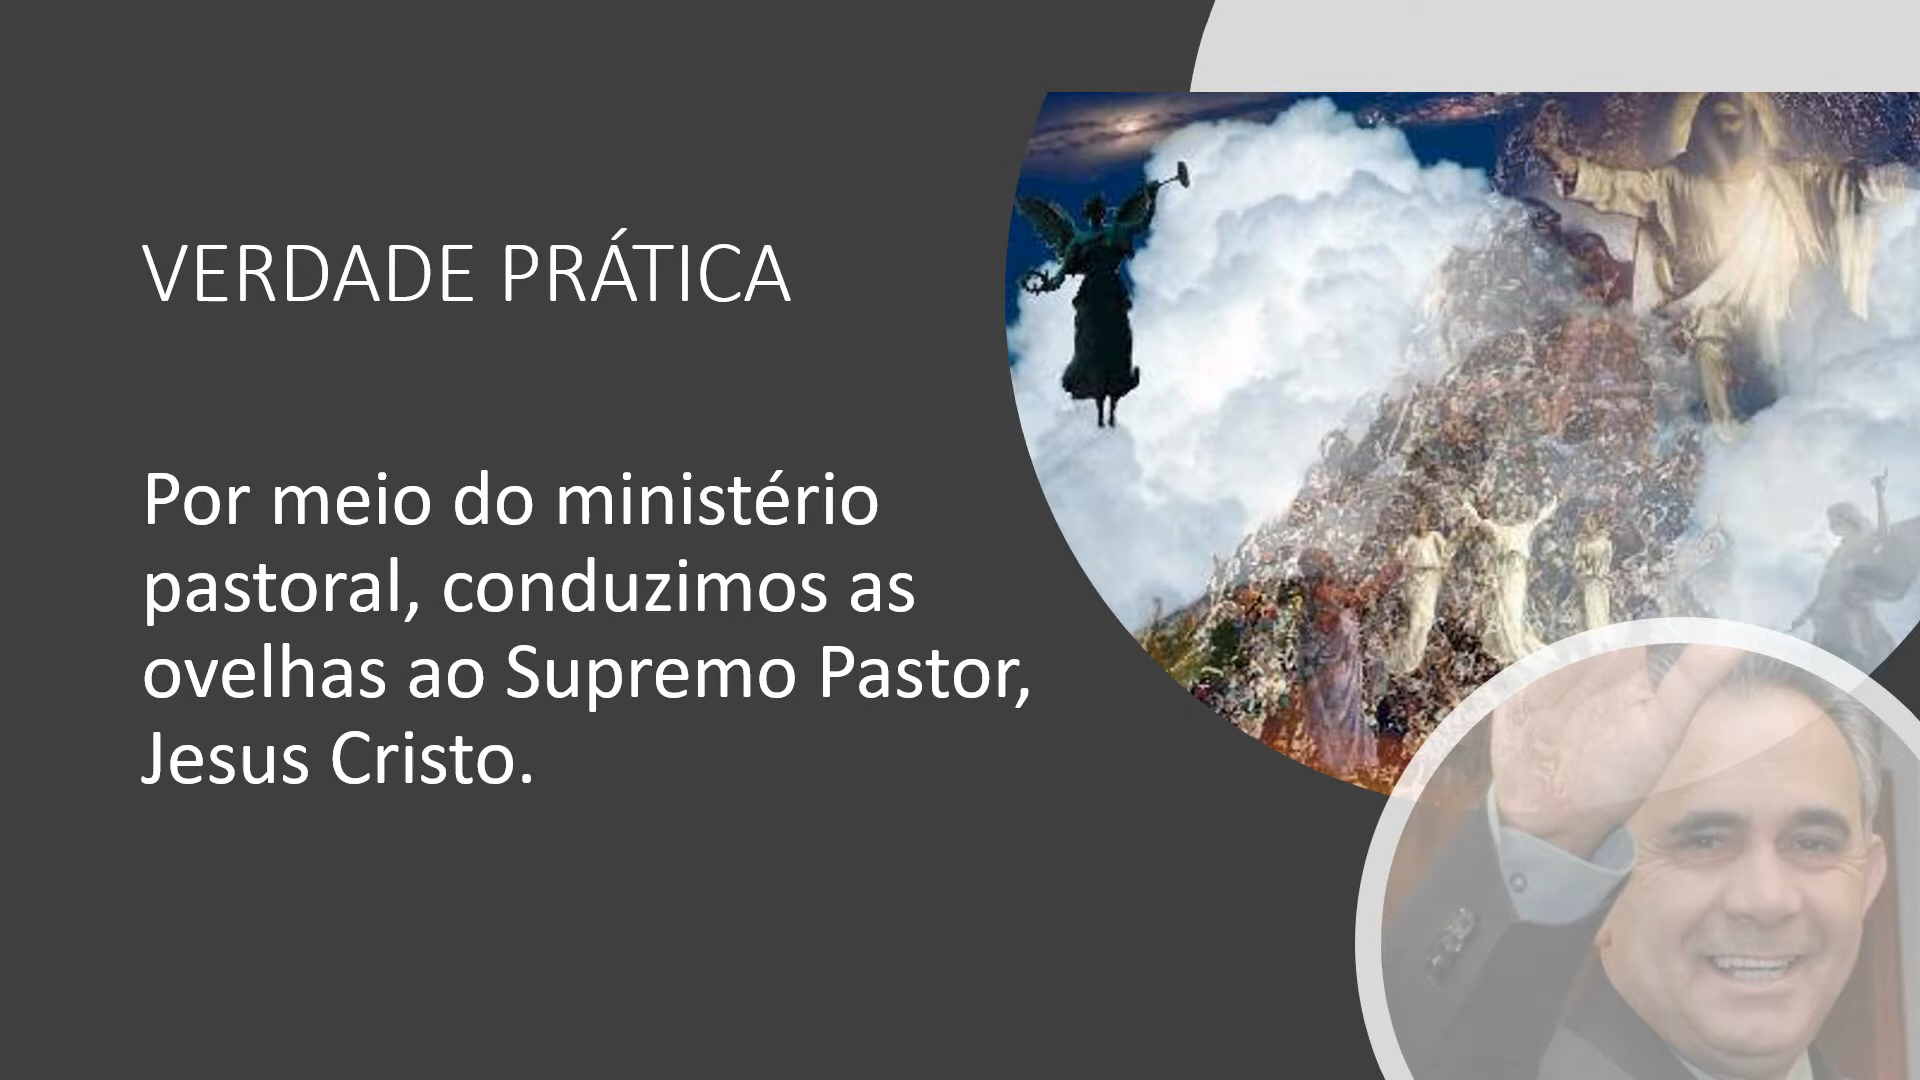 VERDADE PRÁTICA
Por meio do ministério
pastoral, conduzimos as
ovelhas ao Supremo Pastor,
Jesus Cristo.